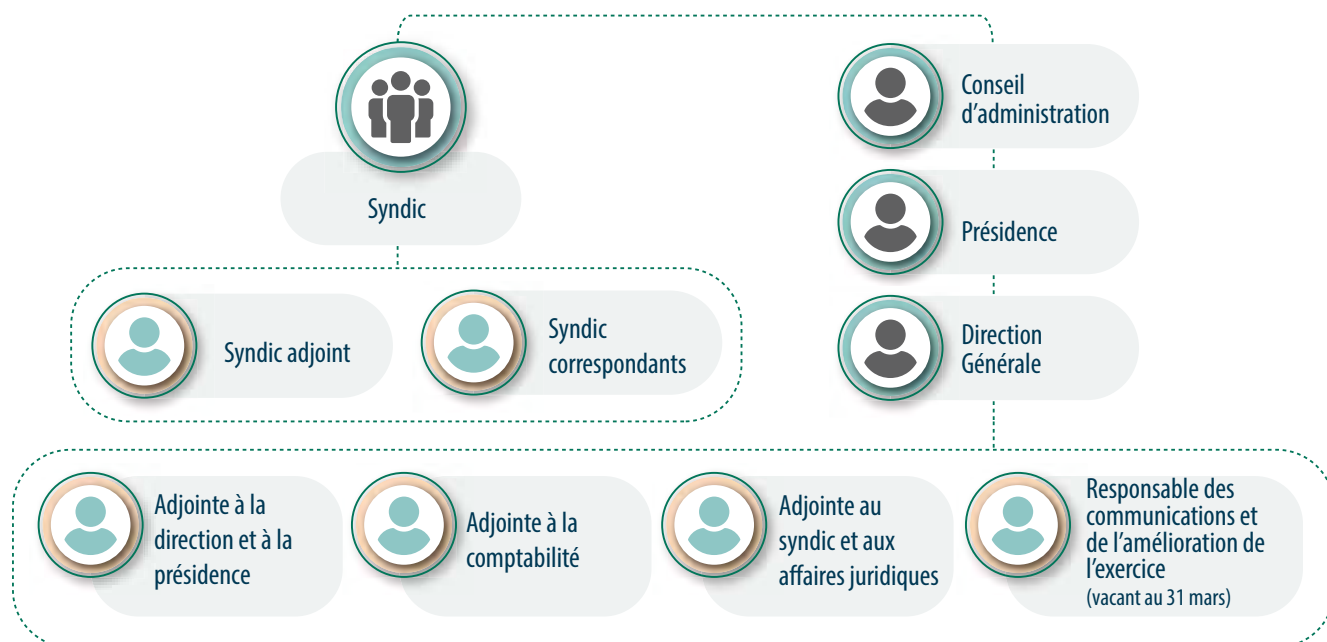 Syndic
Conseil
d'administration
Présidence
Direction
Générale
Syndic adjoint
Syndic
correspondants
Adjointe à la
direction et à la
présidence
Adjointe à la
comptabilité
Adjointe au
syndic et aux
affaires juridiques
Responsable des
communications et
de l'amélioration de
l'exercice
(vacant au 31 mars)